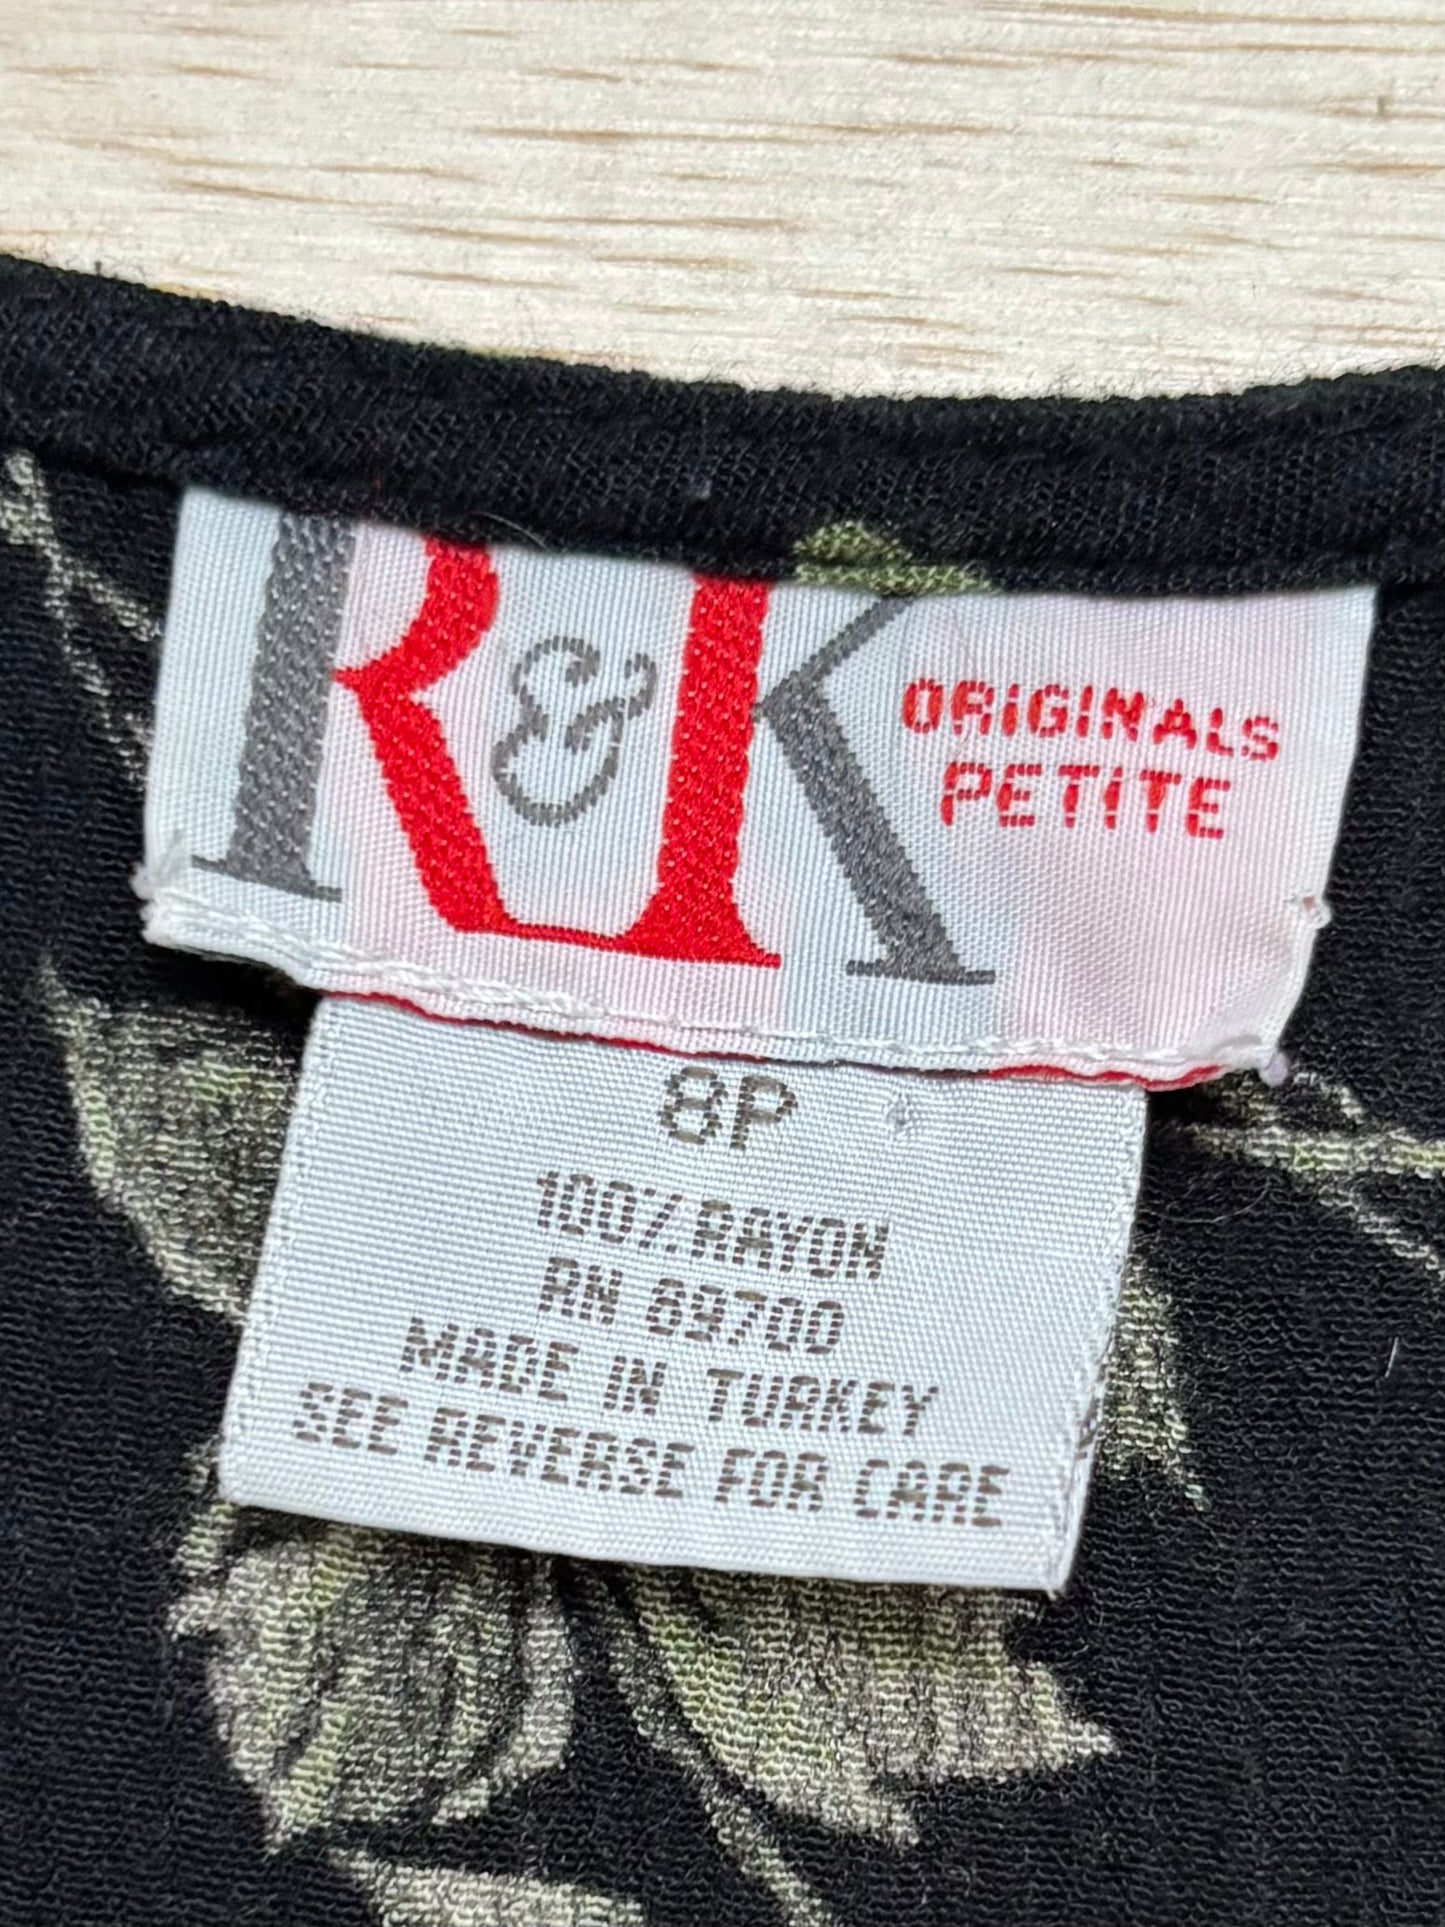 R&K
ORIGINALS
PETITE
8P
100% RAYON
RN 69700
MADE IN TURKEY
SEE REVERSE FOR CARE